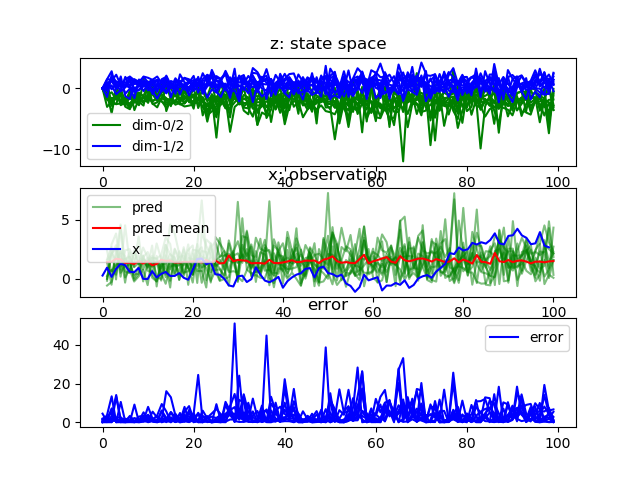 z: state space
0
−10
dim-0/2
dim-1/2
0 20 40 60 80 100
x: observation
5
0
pred
pred_mean
x
0 20 40 60 80 100
error
40
20
0
error
0 20 40 60 80 100